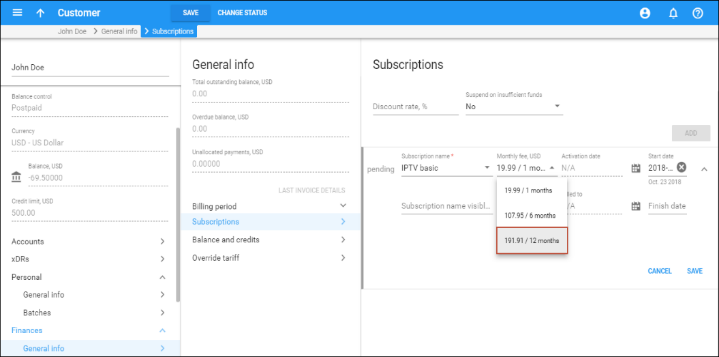 Customer
SAVE
CHANGE STATUS
John Doe
General info
Subscriptions
John Doe
Balance control
Postpaid
Currency
USD - US Dollar
Balance, USD
-69.50000
Credit limit, USD
500.00
Accounts
xDRs
Personal
General info
Batches
Finances
General info
General info
Total outstanding balance, USD
0.00
Overdue balance, USD
0.00
Unallocated payments, USD
0.00000
LAST INVOICE DETAILS
Billing period
Subscriptions
Balance and credits
Override tariff
Subscriptions
Discount rate, %
Suspend on insufficient funds
No
ADD
pending
Subscription name *
IPTV basic
Monthly fee, USD
19.99 / 1 mo...
Activation date
N/A
Start date
2018-...
Oct. 23 2018
19.99 / 1 months
107.95 / 6 months
191.91 / 12 months
Subscription name visibl...
N/A
Finish date
CANCEL
SAVE